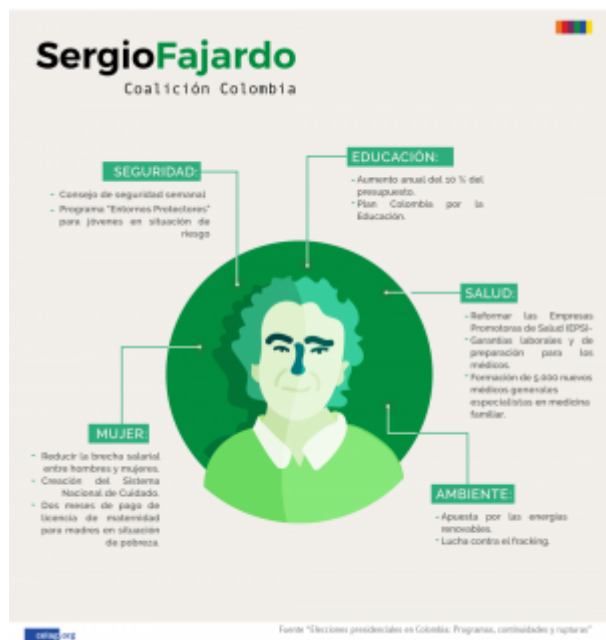 SergioFajardo
Coalición Colombia
SEGURIDAD:
- Consejo de seguridad semanal
- Programa "Entornos Protectores"
para jóvenes en situación de
riesgo
EDUCACIÓN:
- Aumento anual del 10 % del
presupuesto.
- Plan Colombia por la
Educación.
SALUD:
- Reformar las Empresas
Promotoras de Salud (EPS)-
- Garantías laborales y de
preparación para los
médicos.
- Formación de 5.000 nuevos
médicos generales
especialistas en medicina
familiar.
MUJER:
- Reducir la brecha salarial
entre hombres y mujeres.
- Creación del Sistema
Nacional de Cuidado.
- Dos meses de pago de
licencia de maternidad
para madres en situación
de pobreza.
AMBIENTE:
- Apuesta por las energías
renovables.
- Lucha contra el fracking.
celag.org
Fuente "Elecciones presidenciales en Colombia: Programas, continuidades y rupturas"